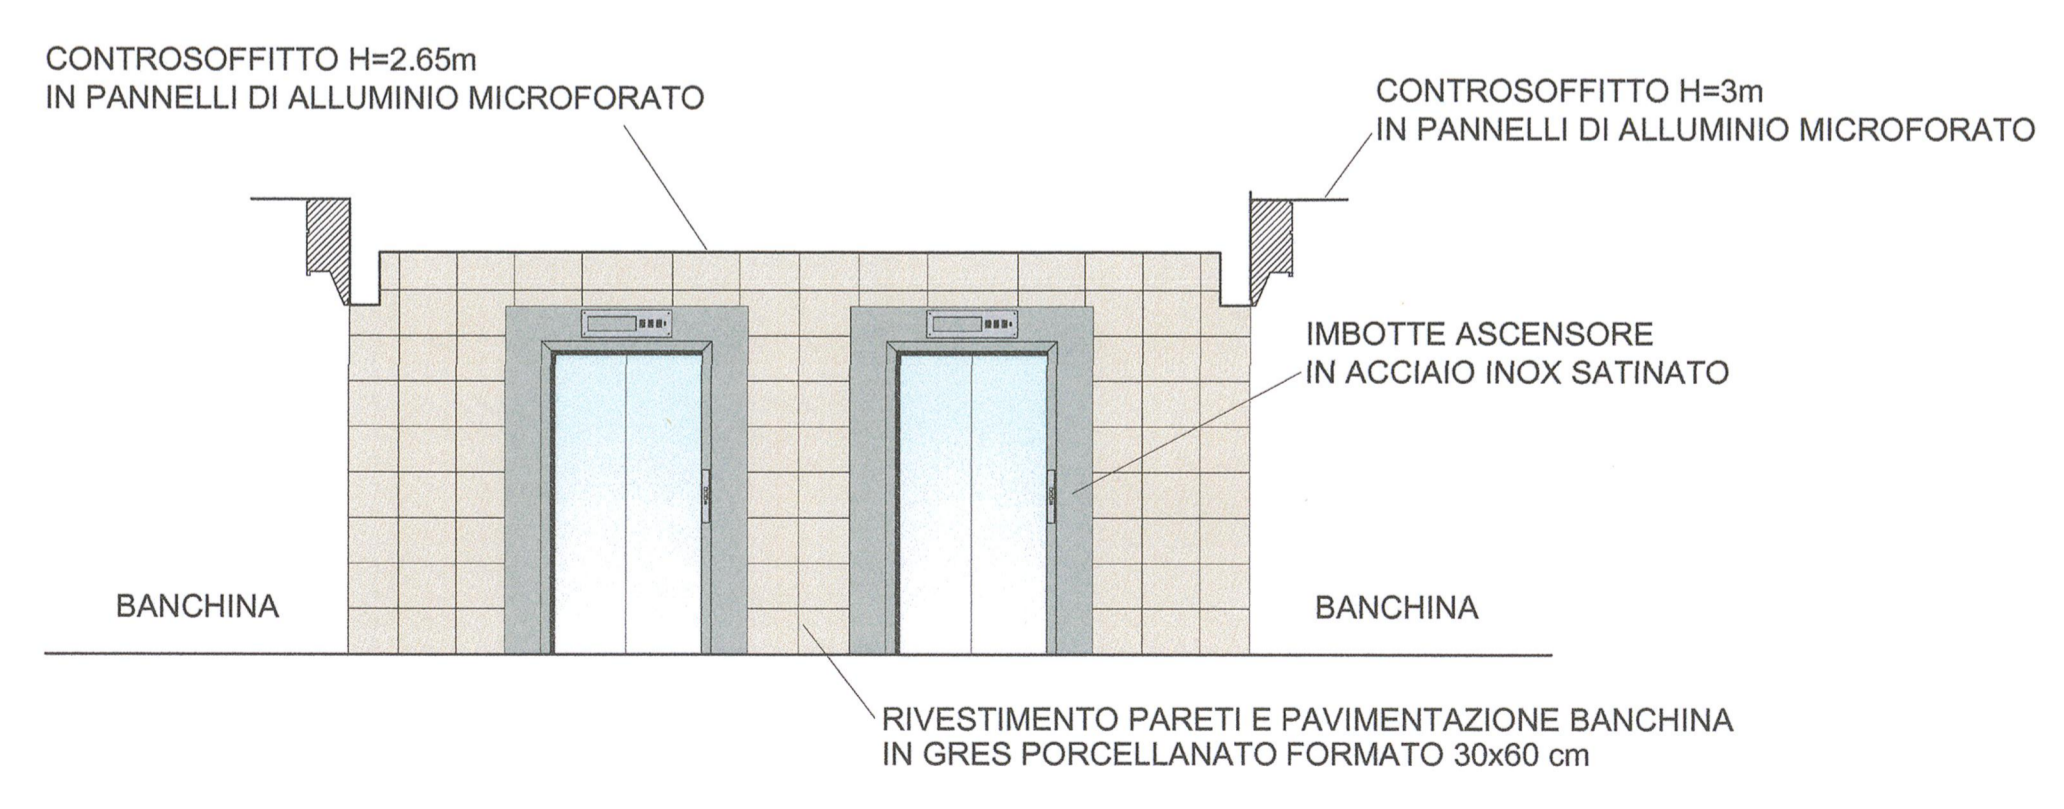 CONTROSOFFITTO H=2.65m
IN PANNELLI DI ALLUMINIO MICROFORATO
CONTROSOFFITTO H=3m
IN PANNELLI DI ALLUMINIO MICROFORATO
IMBOTTE ASCENSORE
IN ACCIAIO INOX SATINATO
BANCHINA
BANCHINA
RIVESTIMENTO PARETI E PAVIMENTAZIONE BANCHINA
IN GRES PORCELLANATO FORMATO 30x60 cm